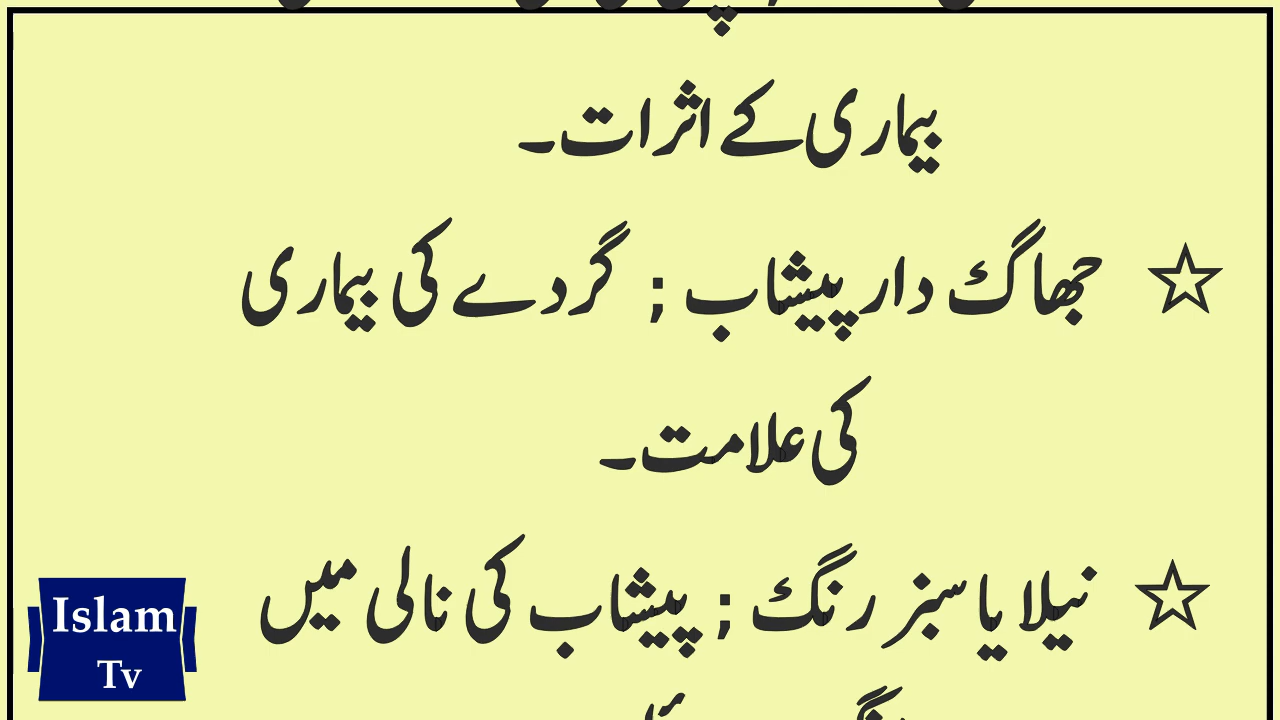 بیماری کے اثرات۔
☆ جھاگ دار پیشاب ; گردے کی بیماری
کی علامت۔
☆ نیلا یا سبز رنگ ; پیشاب کی نالی میں
Islam
Tv